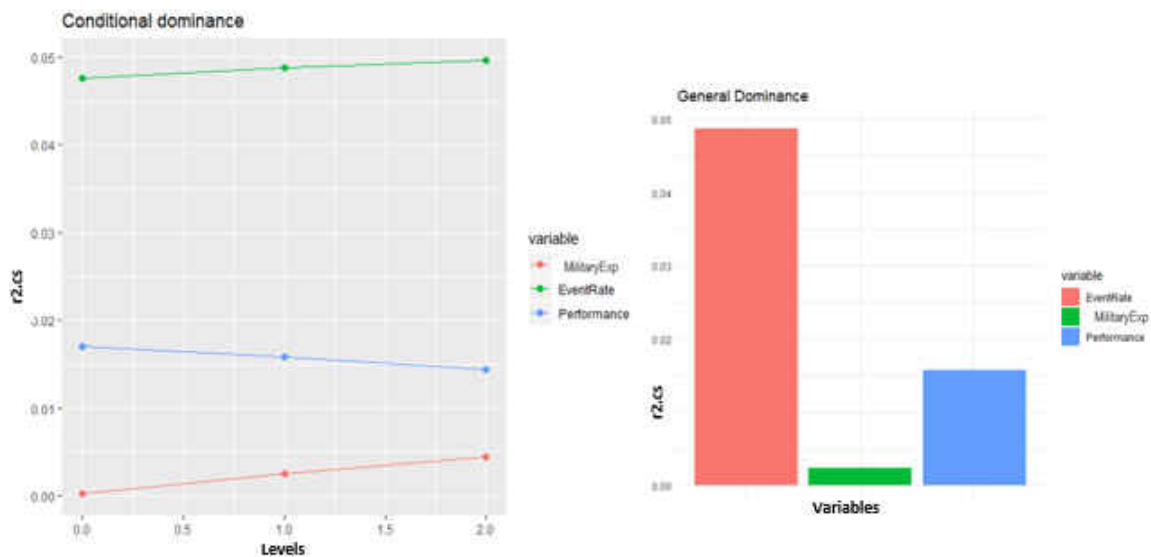 Conditional dominance
0.05
0.04
0.03
0.02
0.01
0.00
r2.cs
0.0
0.5
1.0
1.5
2.0
Levels
variable
MilitaryExp
EventRate
Performance
General Dominance
0.05
0.04
0.03
0.02
0.00
r2.cs
Variables
variable
EventRate
MilitaryExp
Performance